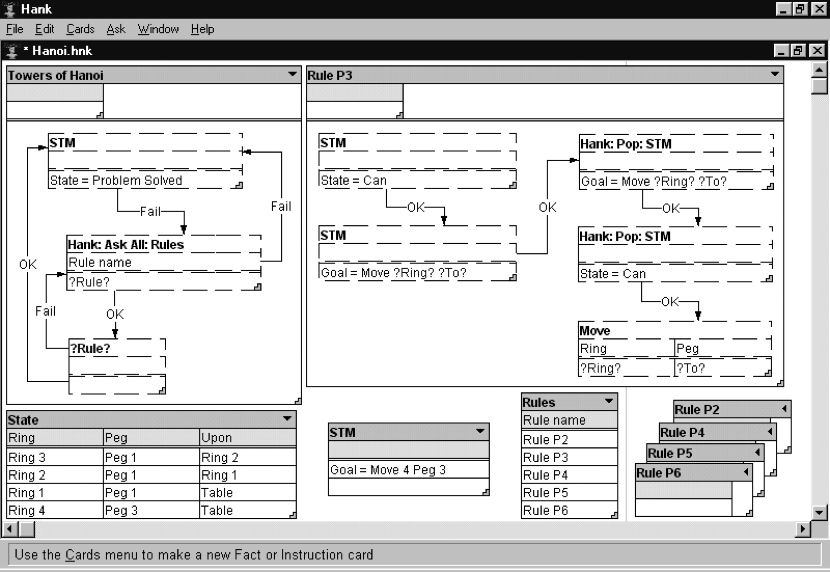 Hank
File Edit Cards Ask Window Help
* Hanoi.hnk
Towers of Hanoi
STM
State = Problem Solved
Fail
Fail
Hank: Ask All: Rules
Rule name
?Rule?
OK
Fail
OK
?Rule?
Rule P3
STM
State = Can
OK
STM
Goal = Move ?Ring? ?To?
OK
Hank: Pop: STM
Goal = Move ?Ring? ?To?
OK
Hank: Pop: STM
State = Can
OK
Move
Ring Peg
?Ring? ?To?
State
Ring Peg Upon
Ring 3 Peg 1 Ring 2
Ring 2 Peg 1 Ring 1
Ring 1 Peg 1 Table
Ring 4 Peg 3 Table
STM
Goal = Move 4 Peg 3
Rules
Rule name
Rule P2
Rule P3
Rule P4
Rule P5
Rule P6
Rule P2
Rule P4
Rule P5
Rule P6
Use the Cards menu to make a new Fact or Instruction card